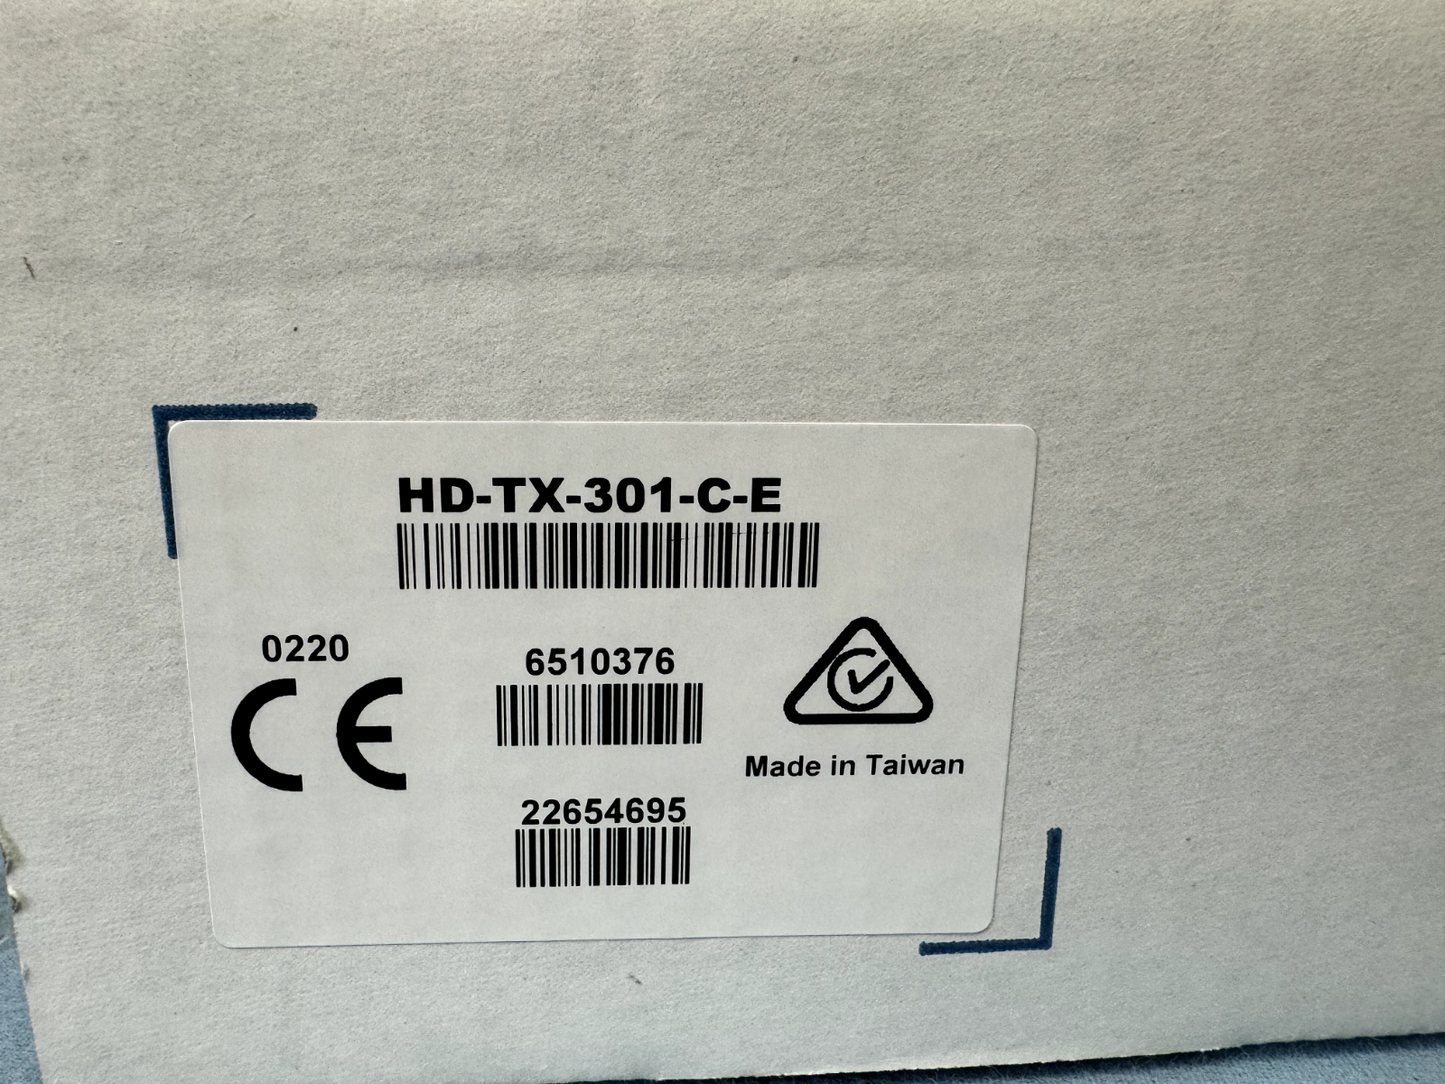 HD-TX-301-C-E
0220
CE
6510376
Made in Taiwan
22654695